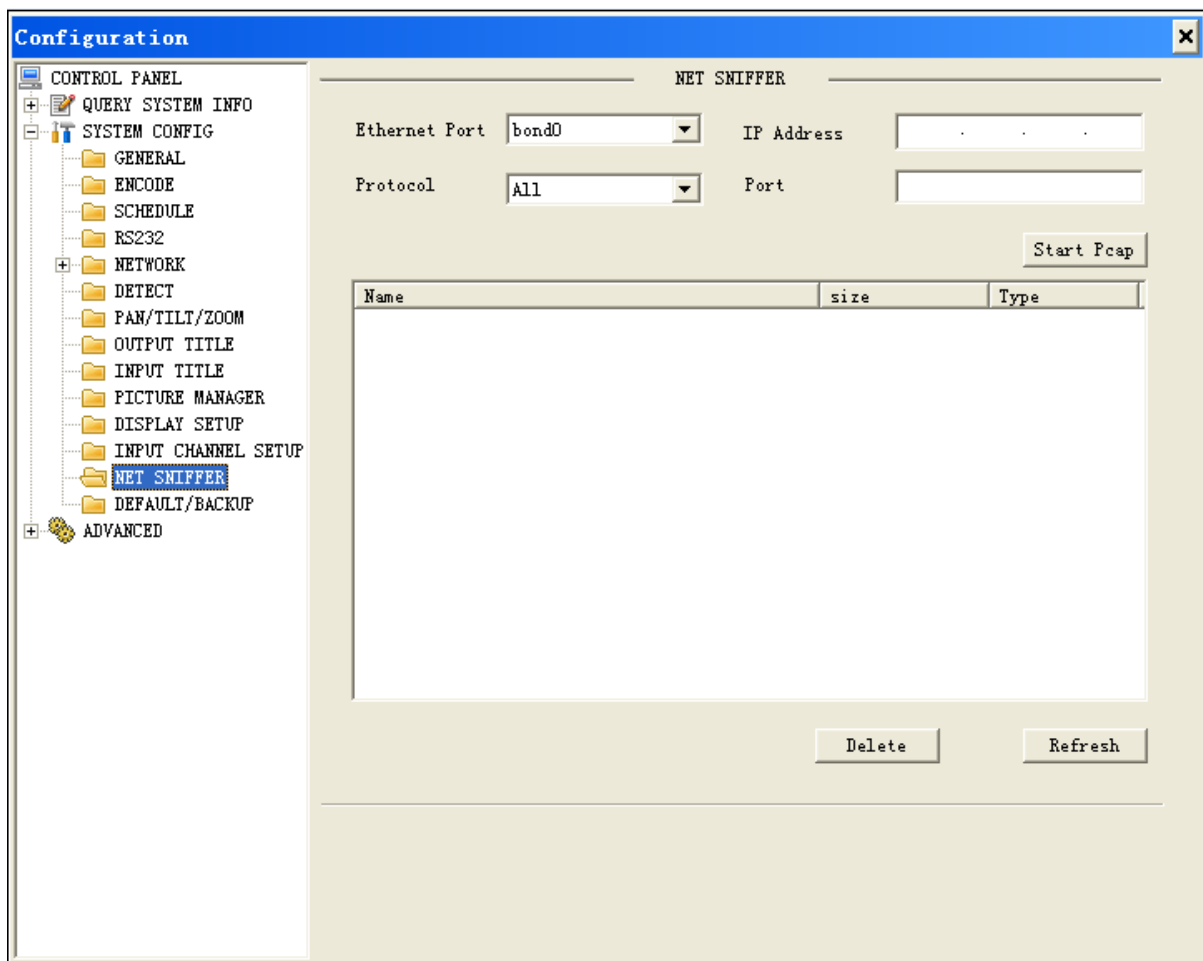 Configuration
CONTROL PANEL
QUERY SYSTEM INFO
SYSTEM CONFIG
GENERAL
ENCODE
SCHEDULE
RS232
NETWORK
DETECT
PAN/TILT/ZOOM
OUTPUT TITLE
INPUT TITLE
PICTURE MANAGER
DISPLAY SETUP
INPUT CHANNEL SETUP
NET SNIFFER
DEFAULT/BACKUP
ADVANCED
NET SNIFFER
Ethernet Port bond0 IP Address . . .
Protocol All Port
Start Pcap
Name size Type
Delete Refresh